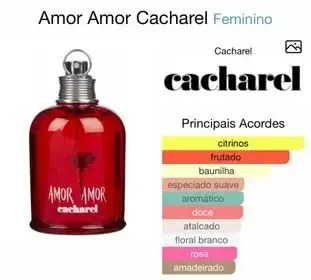 Amor Amor Cacharel Feminino
Cacharel
cacharel
Principais Acordes
citrinos
frutado
baunilha
especiado suave
aromático
doce
atalcado
floral branco
rosa
amadeirado
AMOR AMOR
cacharel